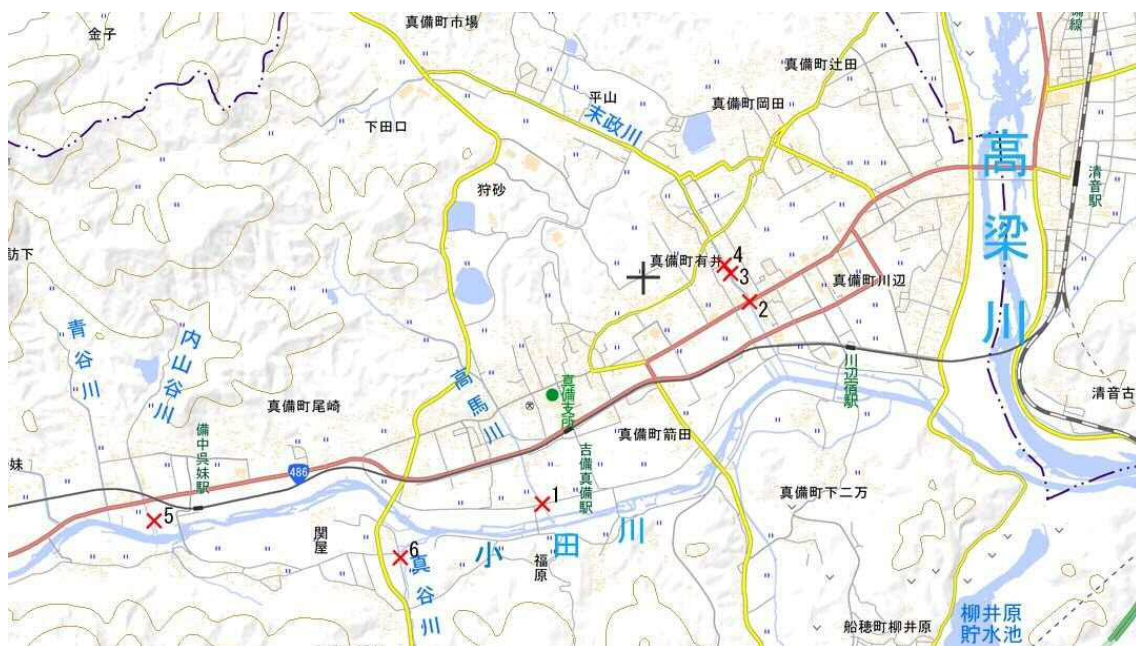 真備町市場
金子
備線
平山
真備町辻田
末政川
真備町岡田
下田口
高梁川
清音駅
狩砂
訪下
真備町有井
4
3
2
真備町川辺
青谷川
内山谷川
高馬川
真備支所
川辺宿駅
清音古
真備町尾崎
備中呉妹駅
真備町箭田
吉備真備駅
妹
486
真備町下二万
1
5
関屋
小田川
6
真谷川
福原
柳井原
貯水池
船穂町柳井原